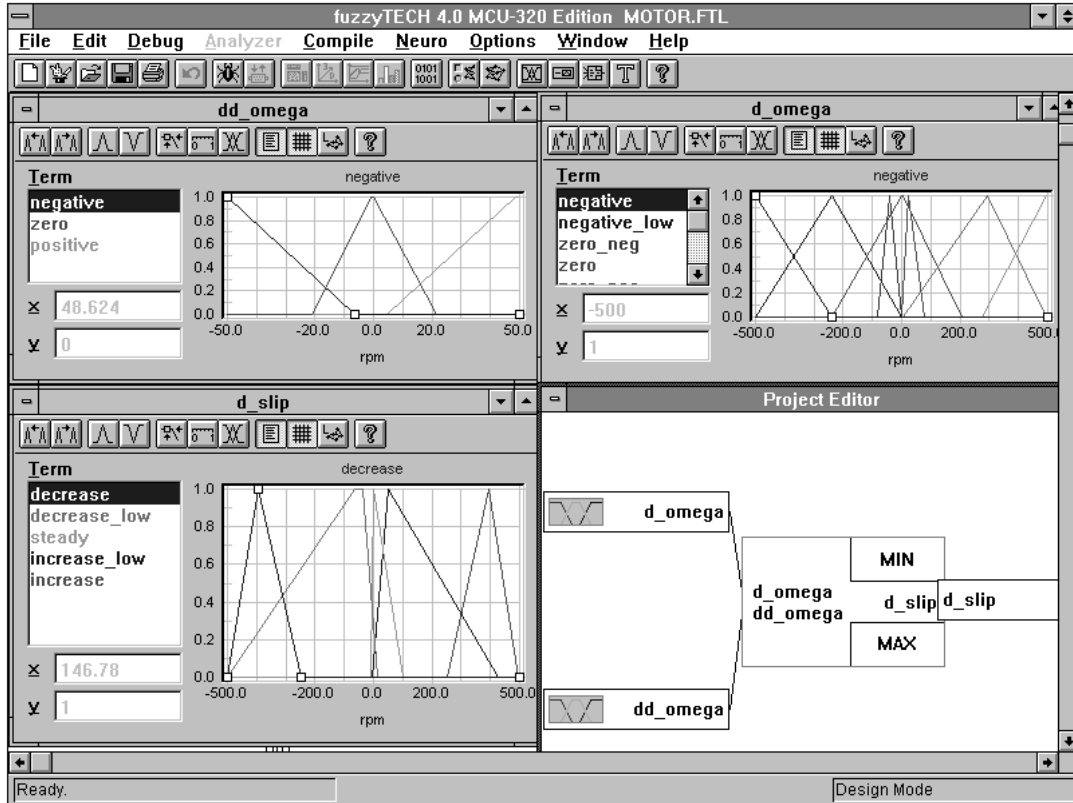 fuzzyTECH 4.0 MCU-320 Edition MOTOR.FTL
File Edit Debug Analyzer Compile Neuro Options Window Help
0101
1001
T ?
dd_omega
?
Term
negative
zero
positive
x 48.624
y 0
negative
1.0
0.8
0.6
0.4
0.2
0.0
-50.0 -20.0 0.0 20.0 50.0
rpm
d_omega
?
Term
negative
negative_low
zero_neg
zero
x -500
y 1
negative
1.0
0.8
0.6
0.4
0.2
0.0
-500.0 -200.0 0.0 200.0 500.
rpm
d_slip
?
Term
decrease
decrease_low
steady
increase_low
increase
x 146.78
y 1
decrease
1.0
0.8
0.6
0.4
0.2
0.0
-500.0 -200.0 0.0 200.0 500.0
rpm
Project Editor
d_omega
MIN
d_omega
dd_omega
d_slip d_slip
MAX
dd_omega
Ready. Design Mode